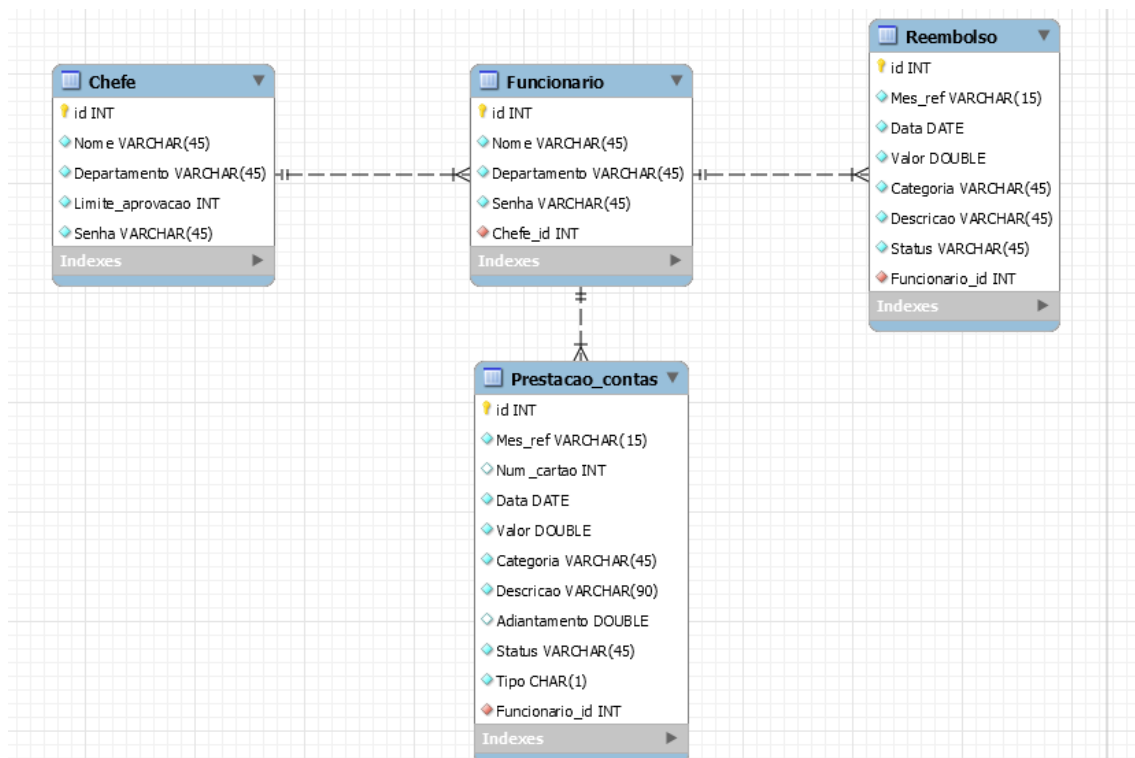 Chefe
id INT
Nome VARCHAR(45)
Departamento VARCHAR(45)
Limite_aprovacao INT
Senha VARCHAR(45)
Indexes
Funcionario
id INT
Nome VARCHAR(45)
Departamento VARCHAR(45)
Senha VARCHAR(45)
Chefe_id INT
Indexes
Reembolso
id INT
Mes_ref VARCHAR(15)
Data DATE
Valor DOUBLE
Categoria VARCHAR(45)
Descricao VARCHAR(45)
Status VARCHAR(45)
Funcionario_id INT
Indexes
Prestacao_contas
id INT
Mes_ref VARCHAR(15)
Num_cartao INT
Data DATE
Valor DOUBLE
Categoria VARCHAR(45)
Descricao VARCHAR(90)
Adiantamento DOUBLE
Status VARCHAR(45)
Tipo CHAR(1)
Funcionario_id INT
Indexes